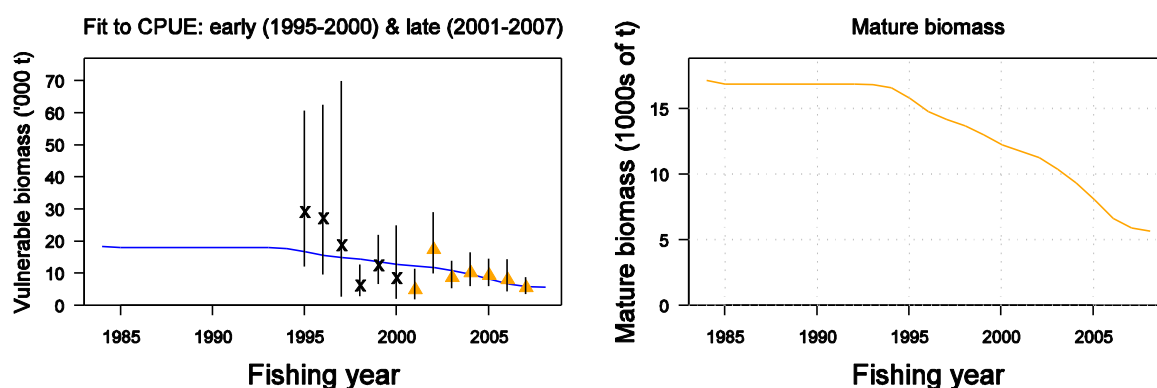 Fit to CPUE: early (1995-2000) & late (2001-2007)
Vulnerable biomass ('000 t)
70
60
50
40
30
20
10
0
1985 1990 1995 2000 2005
Fishing year
Mature biomass
Mature biomass (1000s of t)
15
10
5
0
1985 1990 1995 2000 2005
Fishing year